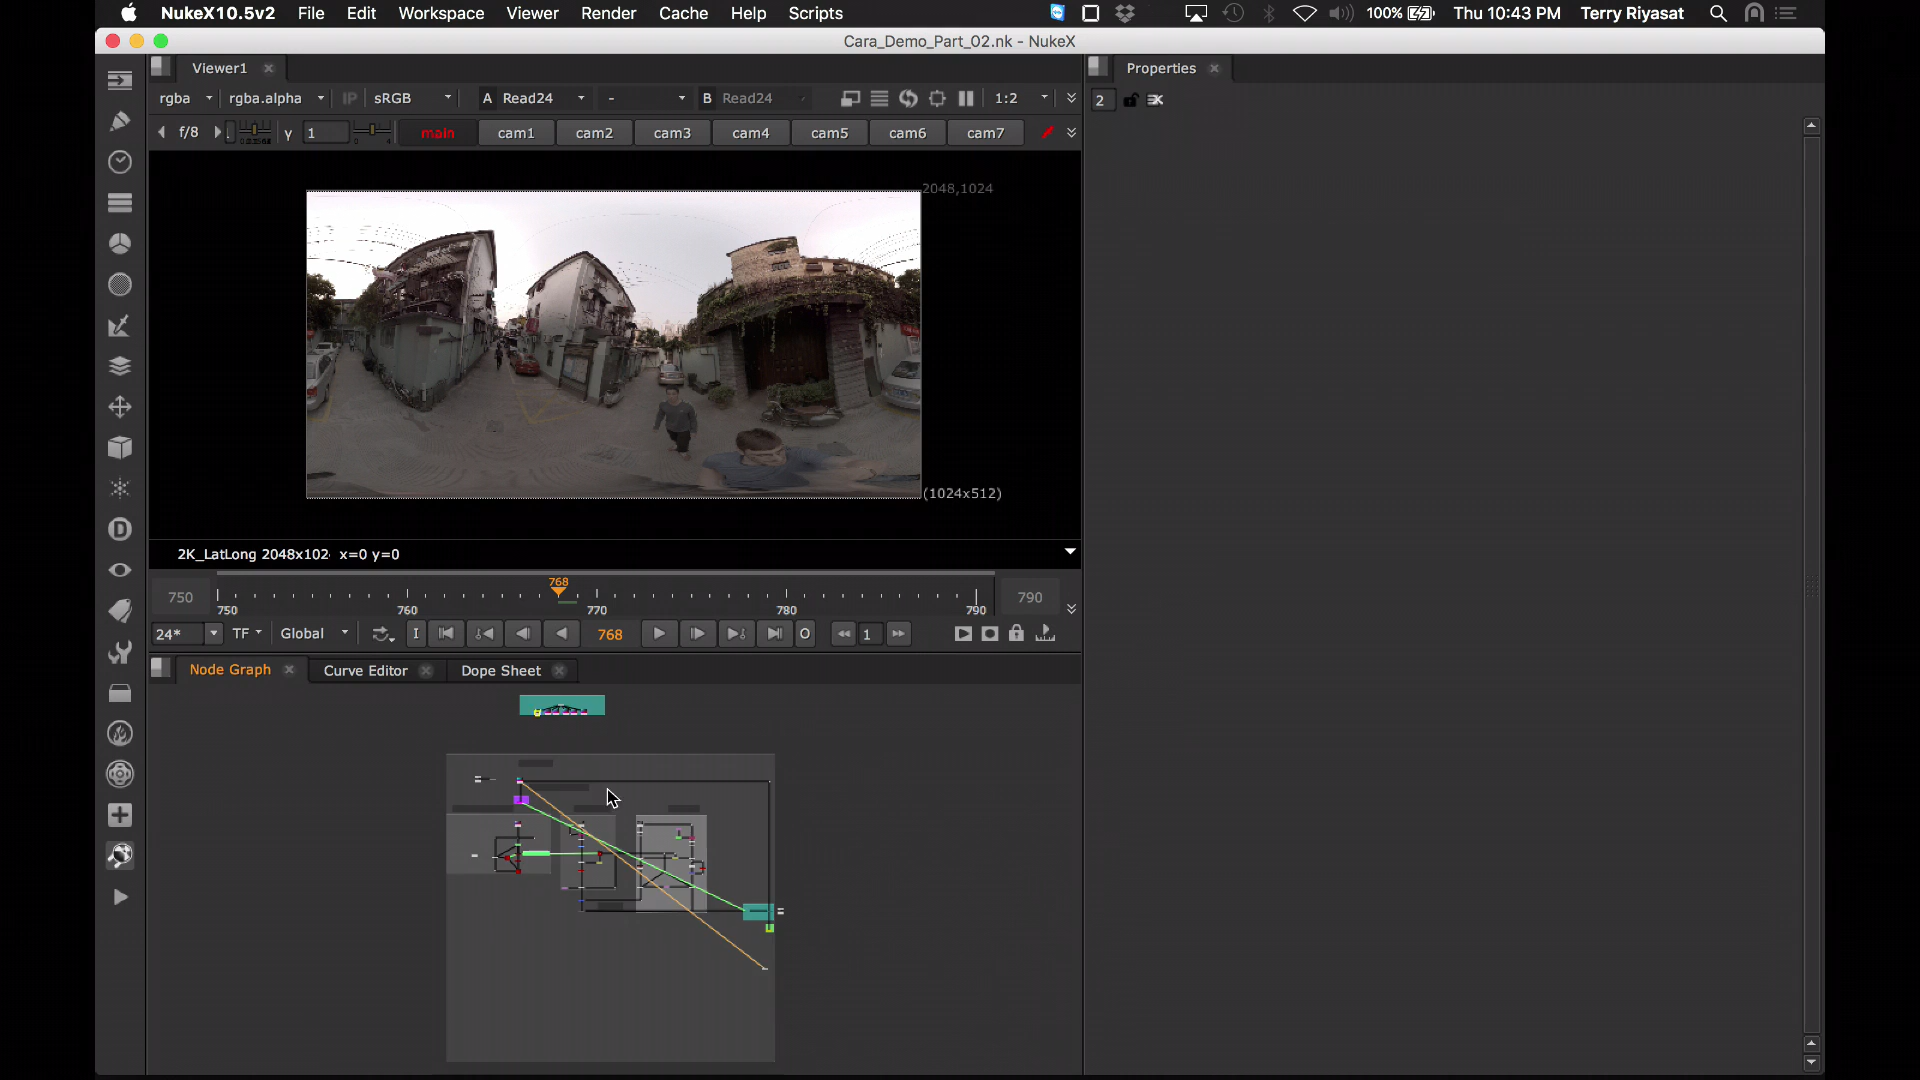 NukeX10.5v2 File Edit Workspace Viewer Render Cache Help Scripts 100% Thu 10:43 PM Terry Riyasat
Cara_Demo_Part_02.nk - NukeX
Viewer1
Properties
rgba rgba.alpha IP sRGB A Read24 - B Read24 1:2
2
f/8 γ 1 main cam1 cam2 cam3 cam4 cam5 cam6 cam7
2048,1024
(1024x512)
2K_LatLong 2048x102 x=0 y=0
768
750 790
750 760 770 780 790
24* TF Global I 768 O 1
Node Graph Curve Editor Dope Sheet